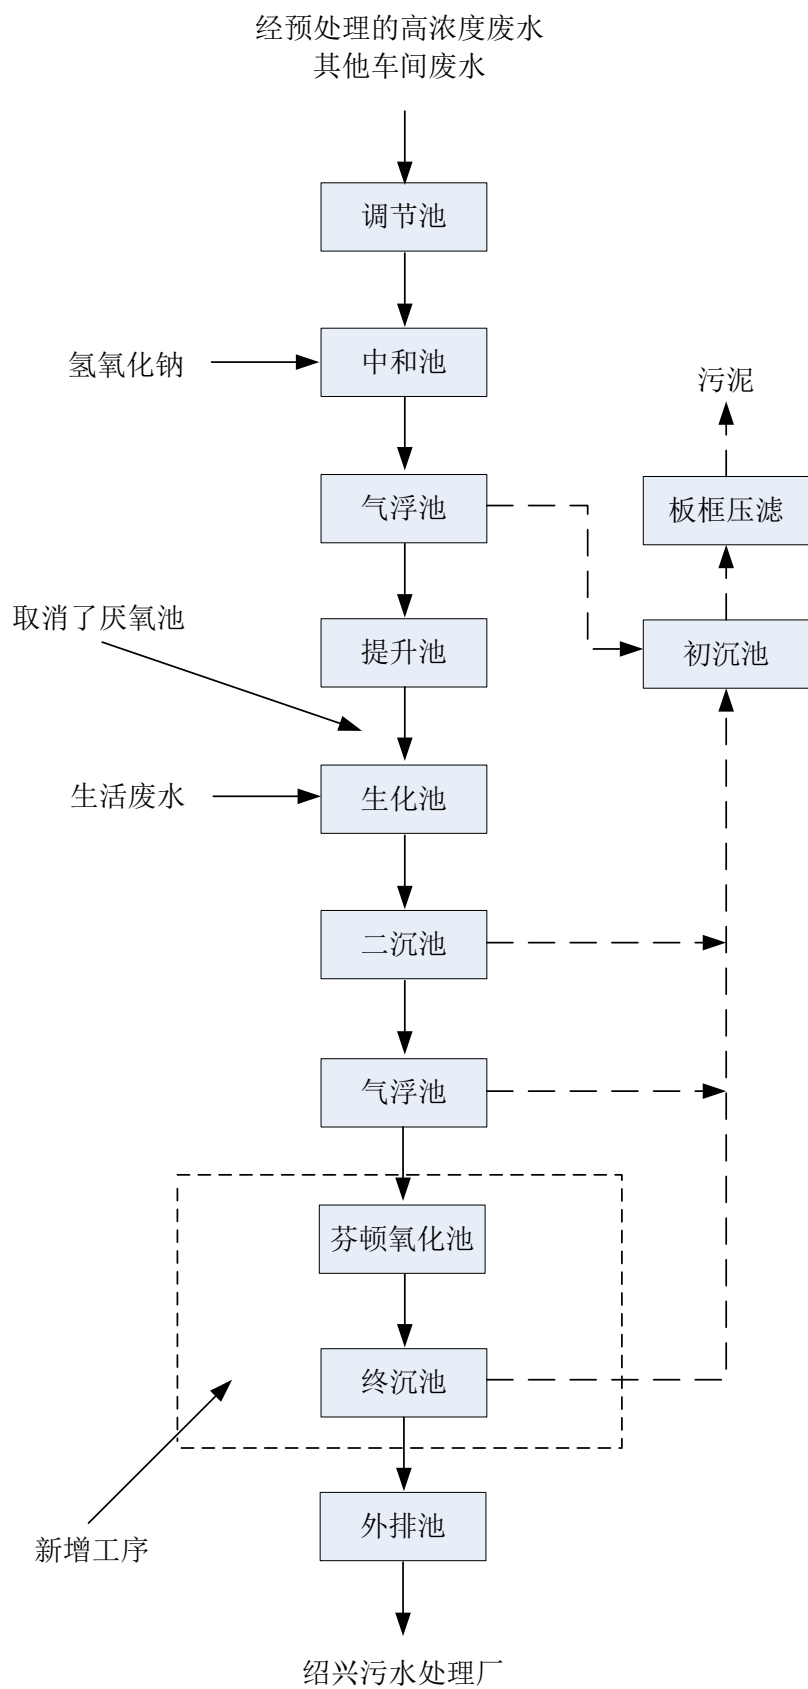 经预处理的高浓度废水
其他车间废水
调节池
氢氧化钠
中和池
污泥
气浮池
板框压滤
取消了厌氧池
提升池
初沉池
生活废水
生化池
二沉池
气浮池
芬顿氧化池
终沉池
新增工序
外排池
绍兴污水处理厂